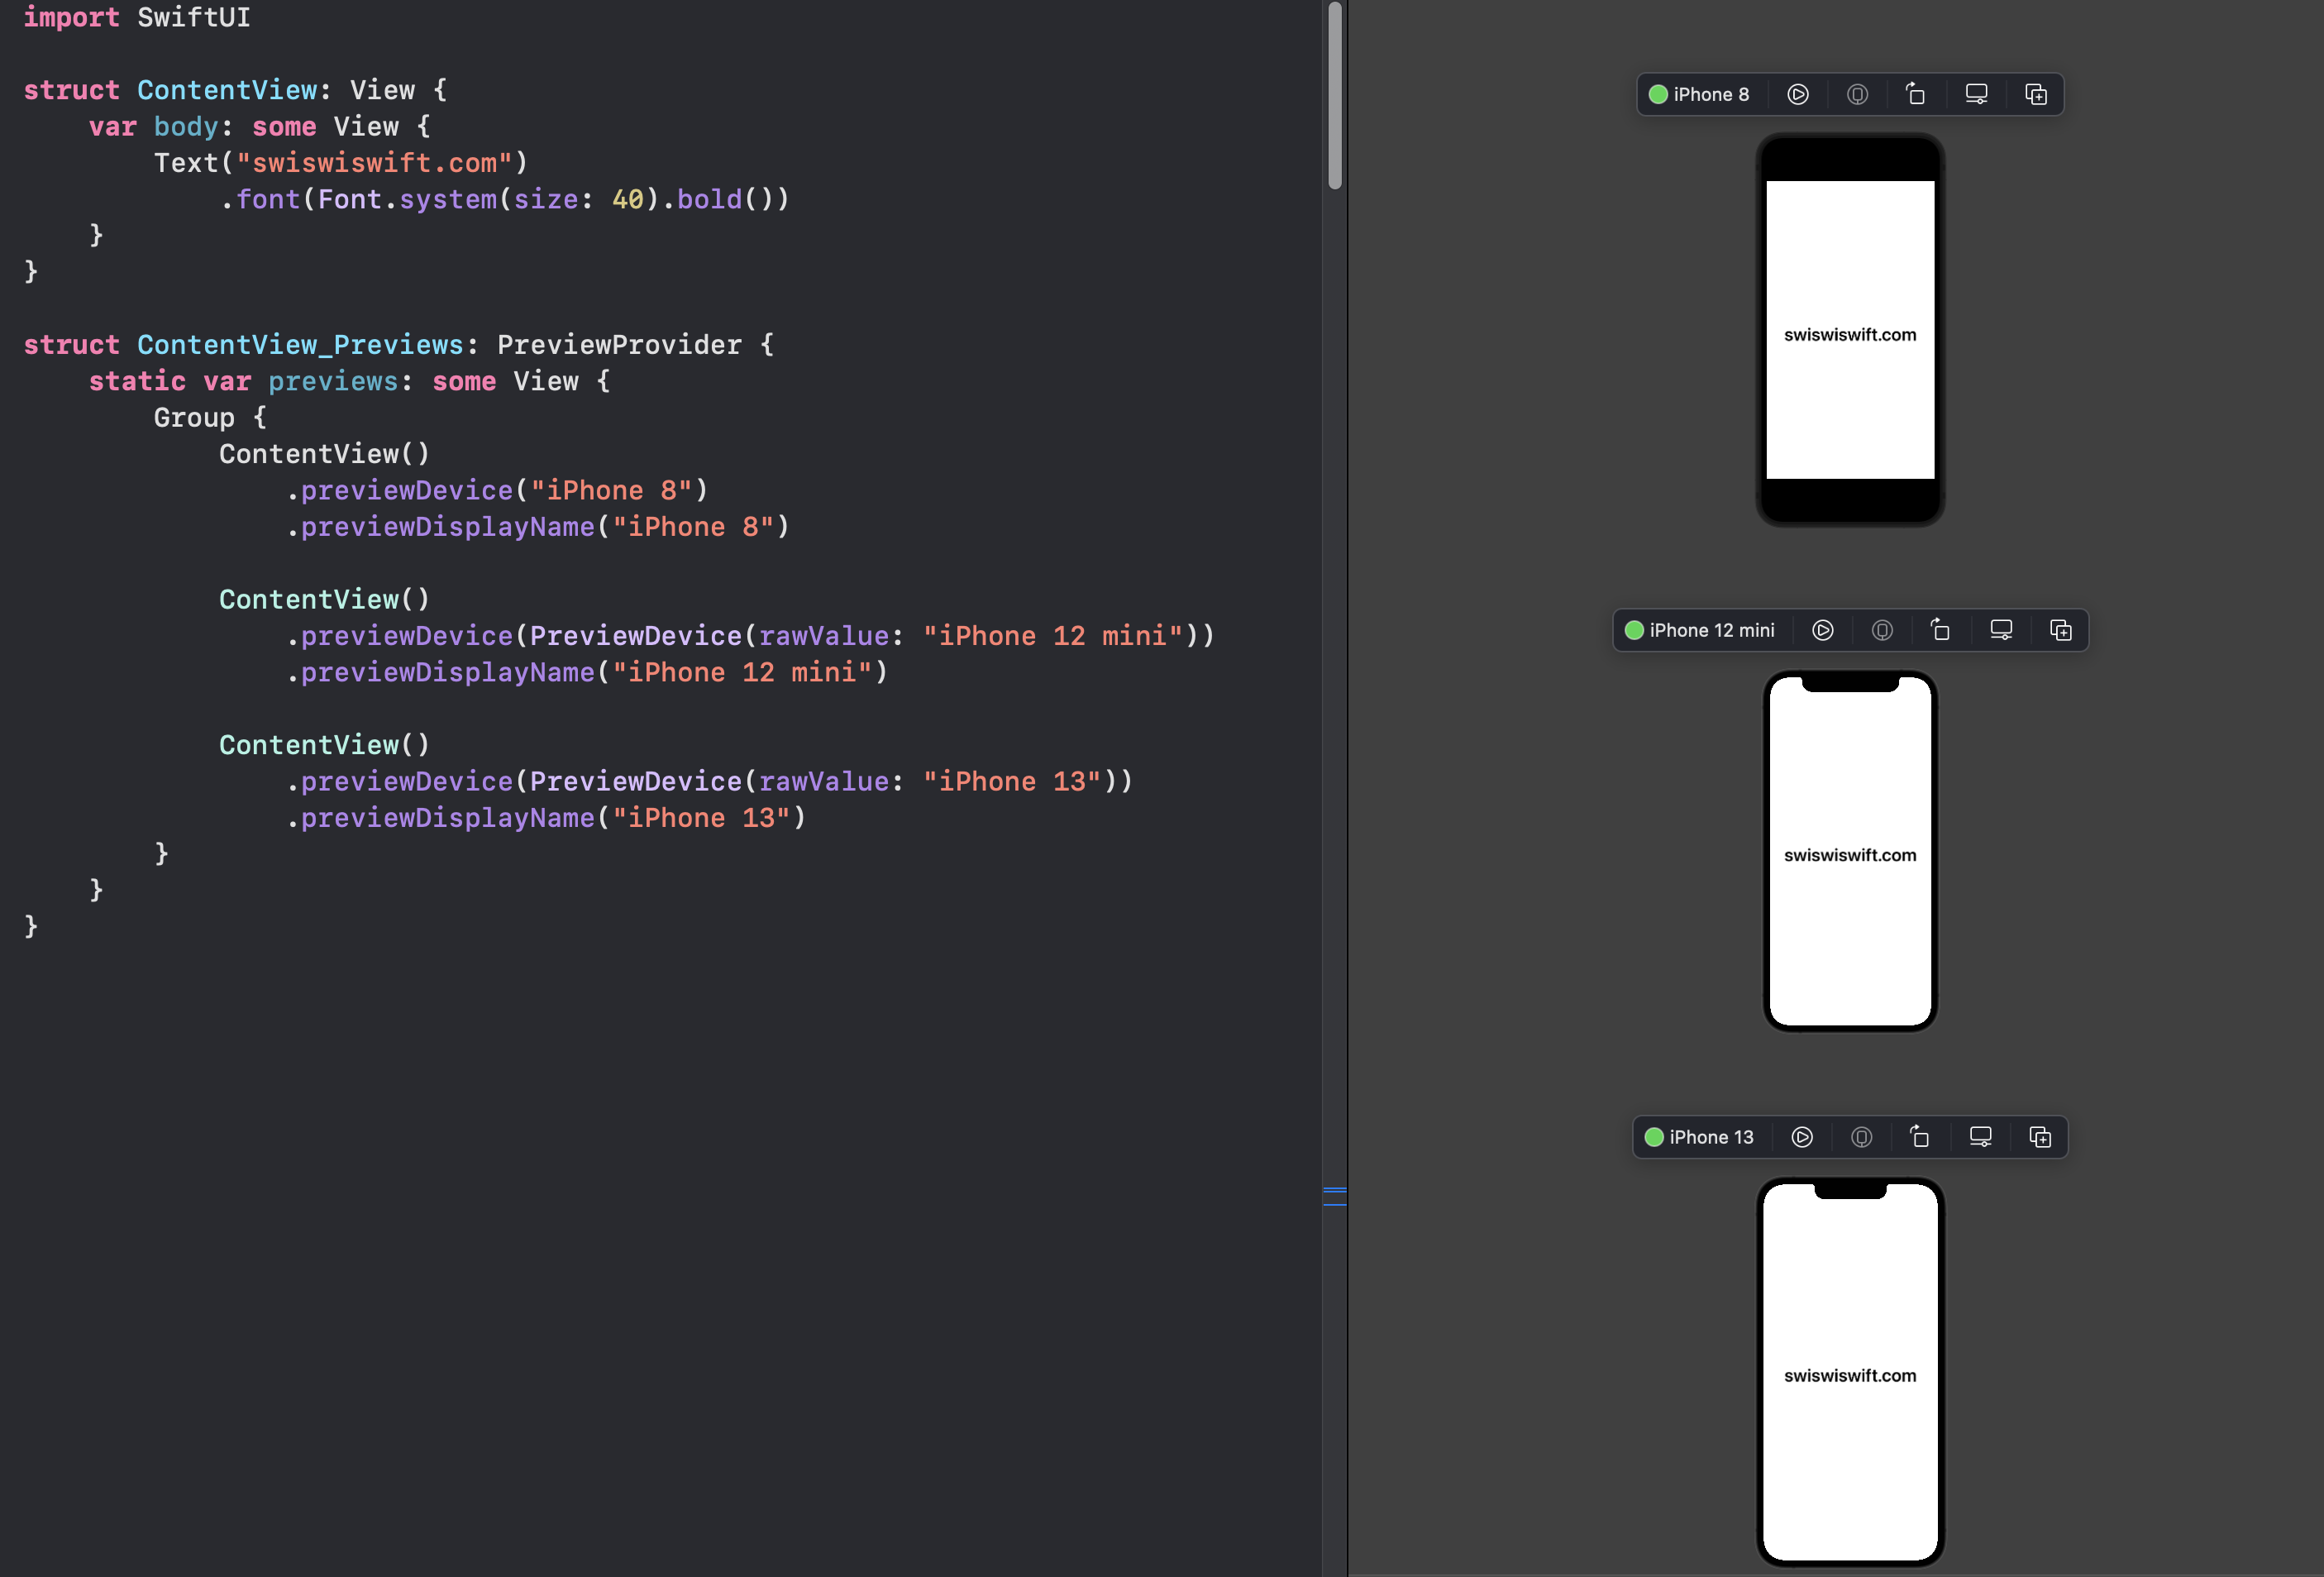 import SwiftUI
struct ContentView: View {
var body: some View {
Text("swiswiswift.com")
.font(Font.system(size: 40).bold())
}
}
struct ContentView_Previews: PreviewProvider {
static var previews: some View {
Group {
ContentView()
.previewDevice("iPhone 8")
.previewDisplayName("iPhone 8")
ContentView()
.previewDevice(PreviewDevice(rawValue: "iPhone 12 mini"))
.previewDisplayName("iPhone 12 mini")
ContentView()
.previewDevice(PreviewDevice(rawValue: "iPhone 13"))
.previewDisplayName("iPhone 13")
}
}
}
iPhone 8
swiswiswift.com
iPhone 12 mini
swiswiswift.com
iPhone 13
swiswiswift.com